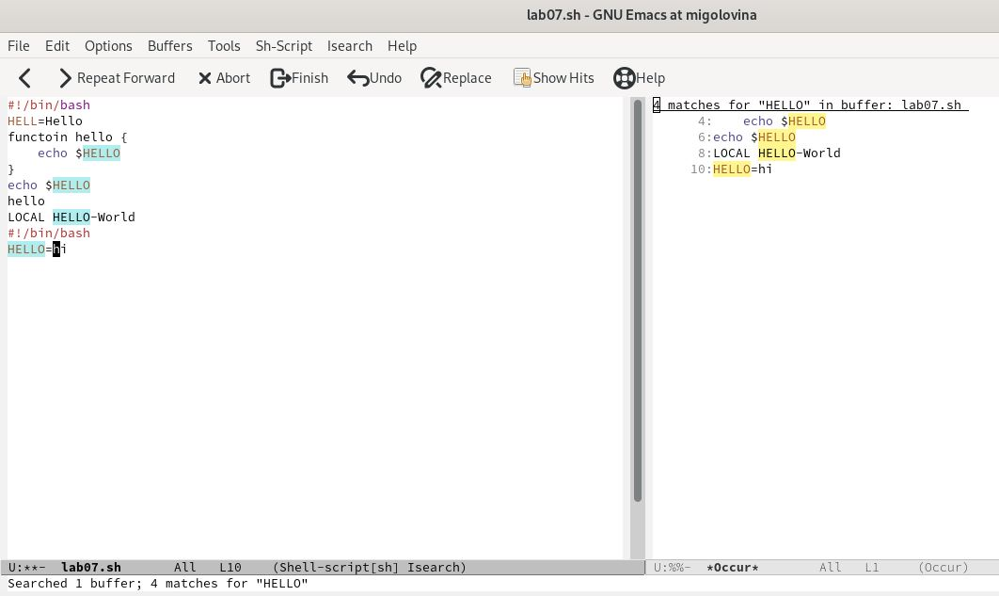 lab07.sh - GNU Emacs at migolovina
File Edit Options Buffers Tools Sh-Script Isearch Help
Repeat Forward Abort Finish Undo Replace Show Hits Help
#!/bin/bash
HELL=Hello
functoin hello {
    echo $HELLO
}
echo $HELLO
hello
LOCAL HELLO-World
#!/bin/bash
HELLO=hi
U:**-  lab07.sh       All   L10    (Shell-script[sh] Isearch)
4 matches for "HELLO" in buffer: lab07.sh
      4:    echo $HELLO
      6:echo $HELLO
      8:LOCAL HELLO-World
     10:HELLO=hi
U:%%-  *Occur*        All   L1     (Occur)
Searched 1 buffer; 4 matches for "HELLO"